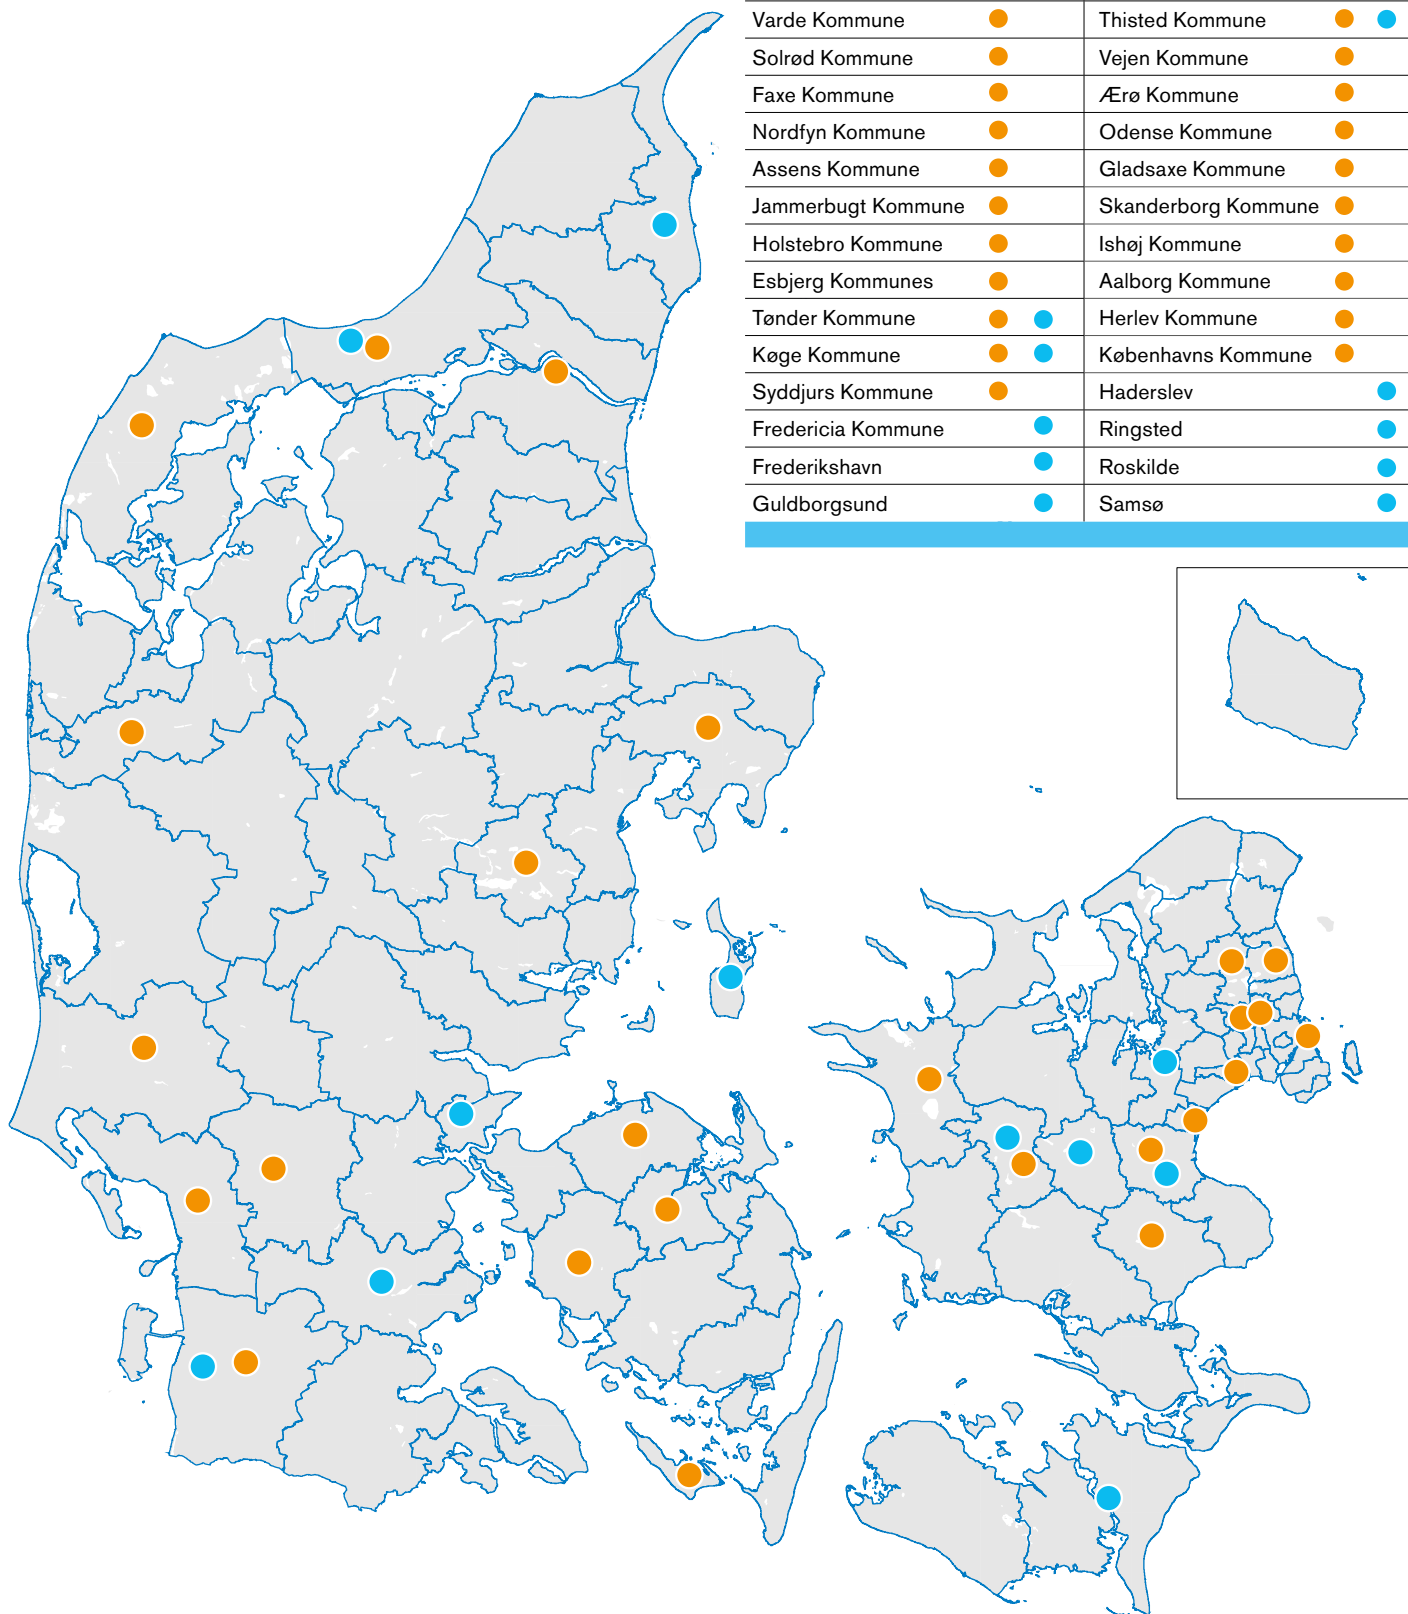 Varde Kommune Thisted Kommune
Solrød Kommune Vejen Kommune
Faxe Kommune Ærø Kommune
Nordfyn Kommune Odense Kommune
Assens Kommune Gladsaxe Kommune
Jammerbugt Kommune Skanderborg Kommune
Holstebro Kommune Ishøj Kommune
Esbjerg Kommunes Aalborg Kommune
Tønder Kommune Herlev Kommune
Køge Kommune Københavns Kommune
Syddjurs Kommune Haderslev
Fredericia Kommune Ringsted
Frederikshavn Roskilde
Guldborgsund Samsø